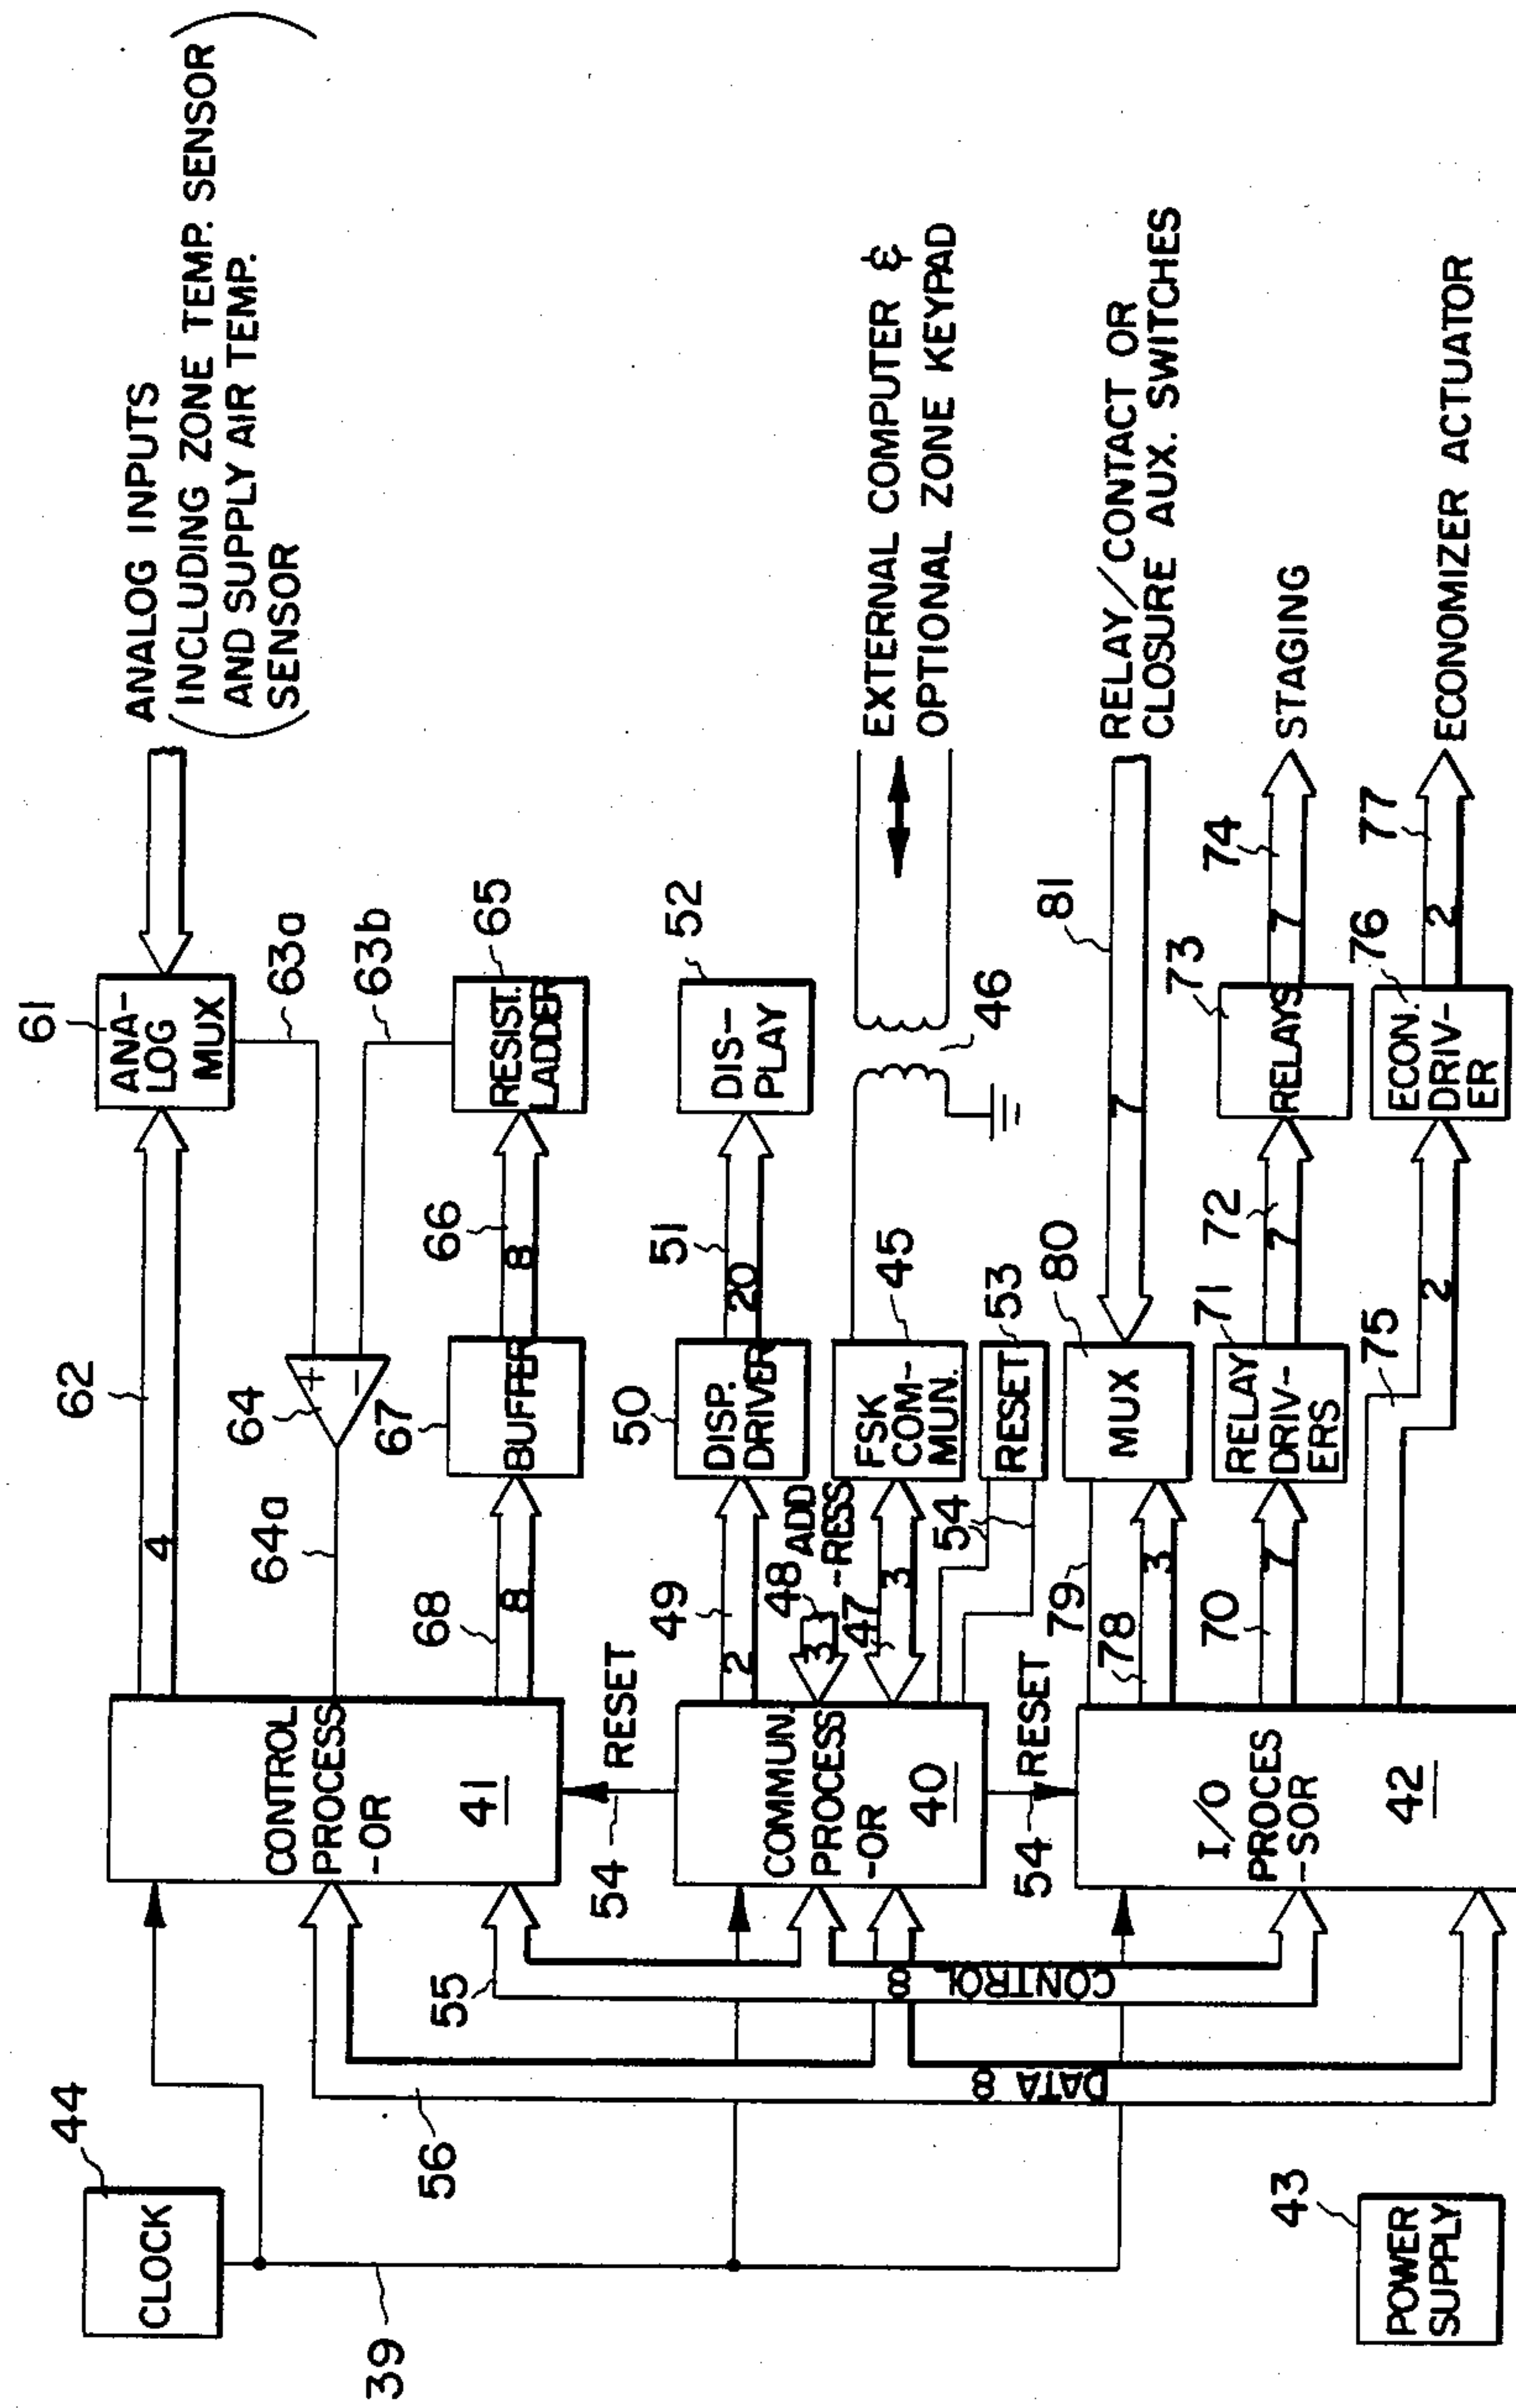 44
CLOCK
39
43
POWER
SUPPLY
56
55
DATA 8
CONTROL 8
CONTROL
PROCESS
-OR
41
54
RESET
COMMUN.
PROCESS
-OR
40
54
RESET
I/O
PROCES
-SOR
42
62
4
64a
64
+
−
63a
63b
61
ANA-
LOG
MUX
ANALOG INPUTS
(INCLUDING ZONE TEMP. SENSOR
AND SUPPLY AIR TEMP.
SENSOR)
68
8
67
BUFFER
66
8
65
RESIST.
LADDER
49
2
50
DISP.
DRIVER
51
20
52
DIS-
PLAY
48
3
ADD
-RESS
47
3
45
FSK
COM-
MUN.
46
EXTERNAL COMPUTER &
OPTIONAL ZONE KEYPAD
54
53
RESET
79
78
3
80
MUX
81
7
RELAY/CONTACT OR
CLOSURE AUX. SWITCHES
70
7
71
RELAY
DRIV-
ERS
72
7
73
RELAYS
74
7
STAGING
75
2
76
ECON.
DRIV-
ER
77
2
ECONOMIZER ACTUATOR